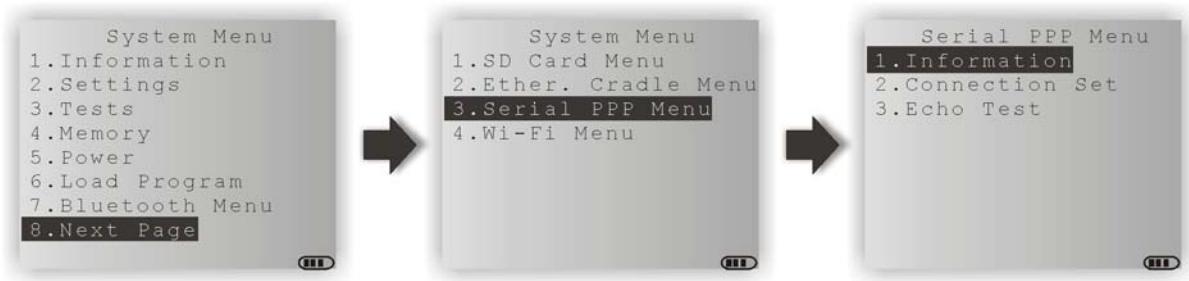 System Menu
1.Information
2.Settings
3.Tests
4.Memory
5.Power
6.Load Program
7.Bluetooth Menu
8.Next Page
System Menu
1.SD Card Menu
2.Ether. Cradle Menu
3.Serial PPP Menu
4.Wi-Fi Menu
Serial PPP Menu
1.Information
2.Connection Set
3.Echo Test